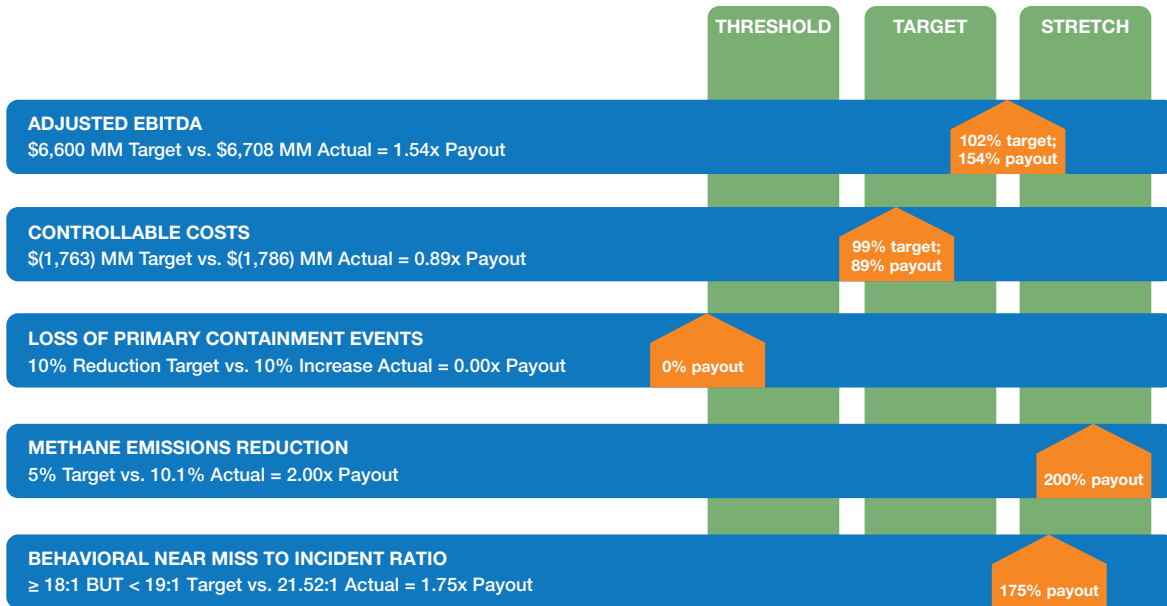 THRESHOLD TARGET STRETCH
ADJUSTED EBITDA
$6,600 MM Target vs. $6,708 MM Actual = 1.54x Payout
102% target;
154% payout
CONTROLLABLE COSTS
$(1,763) MM Target vs. $(1,786) MM Actual = 0.89x Payout
99% target;
89% payout
LOSS OF PRIMARY CONTAINMENT EVENTS
10% Reduction Target vs. 10% Increase Actual = 0.00x Payout
0% payout
METHANE EMISSIONS REDUCTION
5% Target vs. 10.1% Actual = 2.00x Payout
200% payout
BEHAVIORAL NEAR MISS TO INCIDENT RATIO
≥ 18:1 BUT < 19:1 Target vs. 21.52:1 Actual = 1.75x Payout
175% payout